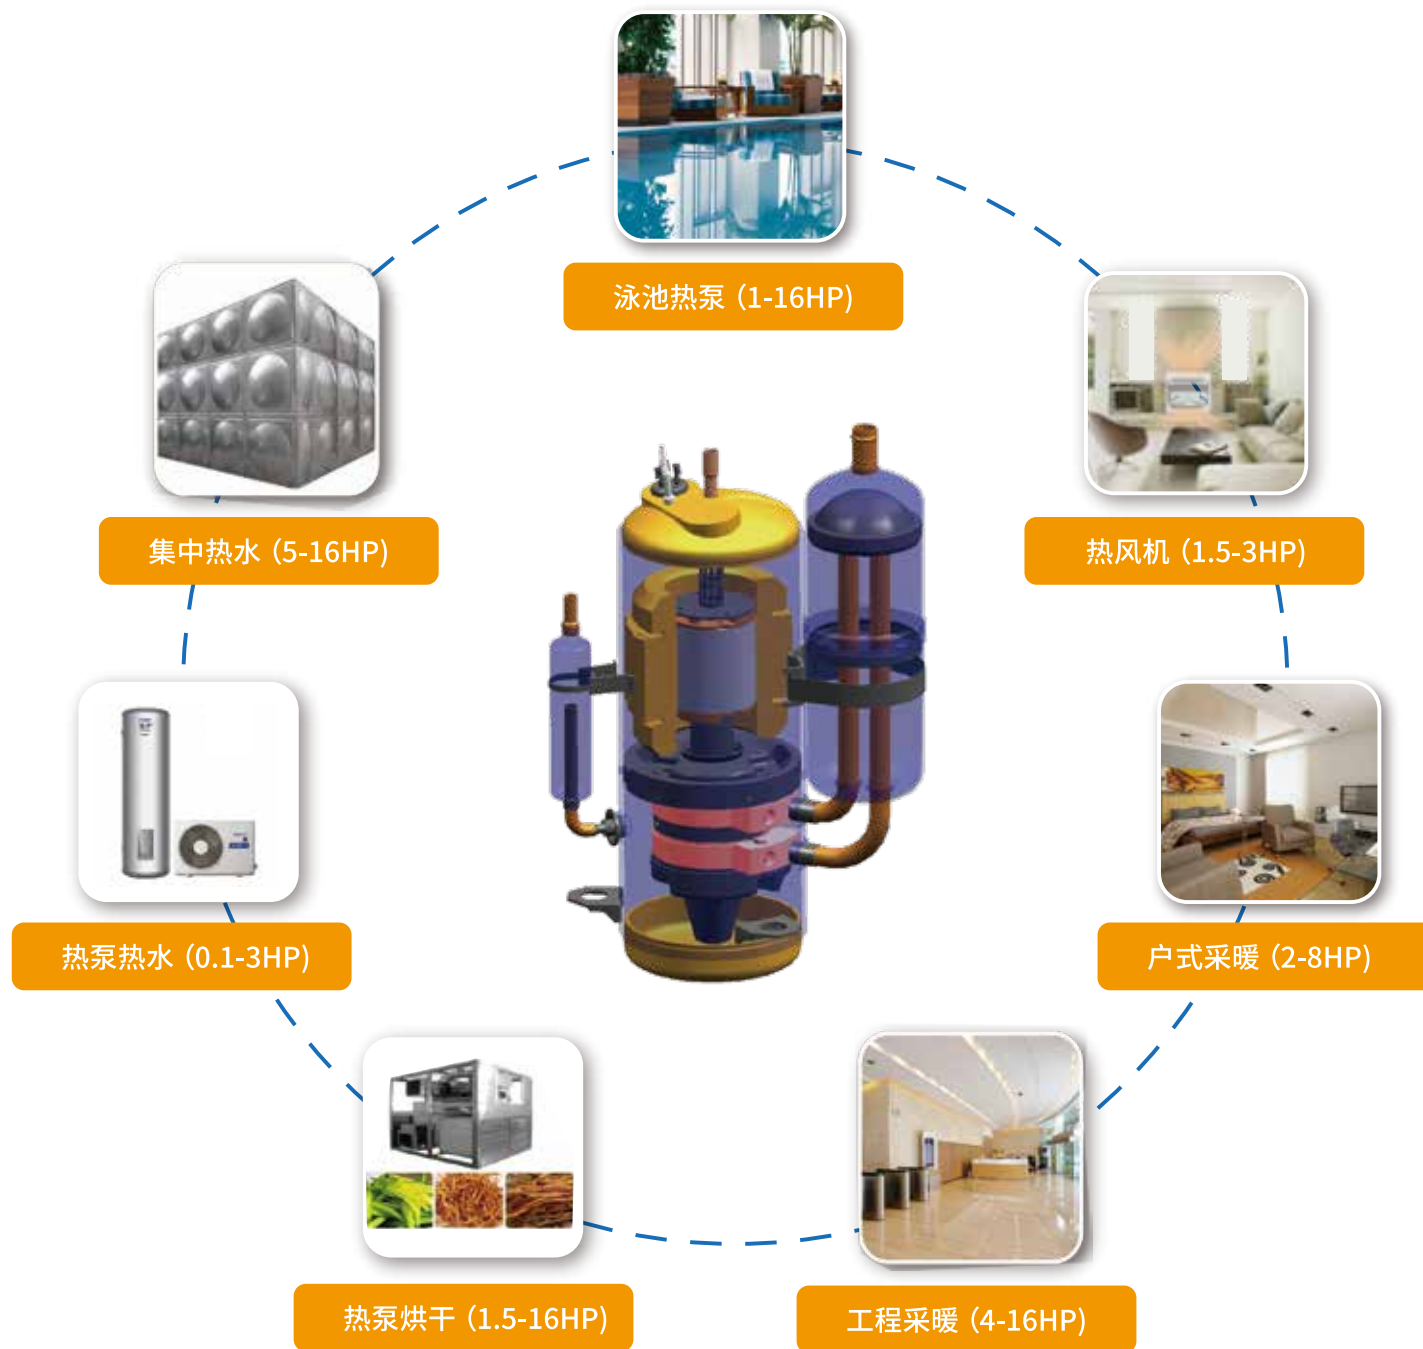 泳池热泵 (1-16HP)
集中热水 (5-16HP)
热风机 (1.5-3HP)
热泵热水 (0.1-3HP)
户式采暖 (2-8HP)
热泵烘干 (1.5-16HP)
工程采暖 (4-16HP)